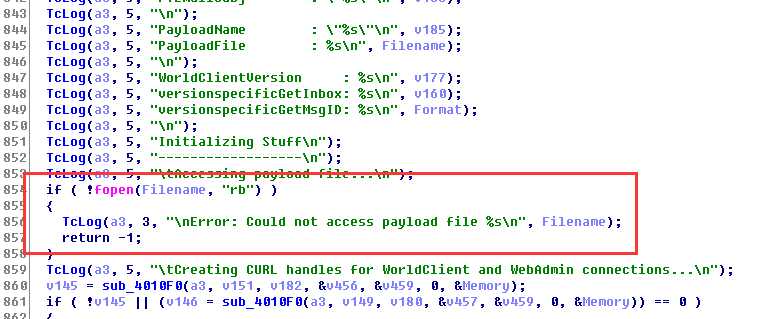 843 TcLog(a3, 5, "\n");
844 TcLog(a3, 5, "PayloadName : \"%s\"\n", v185);
845 TcLog(a3, 5, "PayloadFile : %s\n", Filename);
846 TcLog(a3, 5, "\n");
847 TcLog(a3, 5, "WorldClientVersion : %s\n", v177);
848 TcLog(a3, 5, "versionspecificGetInbox: %s\n", v160);
849 TcLog(a3, 5, "versionspecificGetMsgID: %s\n", Format);
850 TcLog(a3, 5, "\n");
851 TcLog(a3, 5, "Initializing Stuff\n");
852 TcLog(a3, 5, "------------------\n");
853 TcLog(a3, 5, "\tAccessing payload file...\n");
854 if ( !fopen(Filename, "rb") )
855 {
856 TcLog(a3, 3, "\nError: Could not access payload file %s\n", Filename);
857 return -1;
858 }
859 TcLog(a3, 5, "\tCreating CURL handles for WorldClient and WebAdmin connections...\n");
860 v145 = sub_4010F0(a3, v151, v182, &v456, &v459, 0, &Memory);
861 if ( !v145 || (v146 = sub_4010F0(a3, v149, v180, &v457, &v459, 0, &Memory)) == 0 )